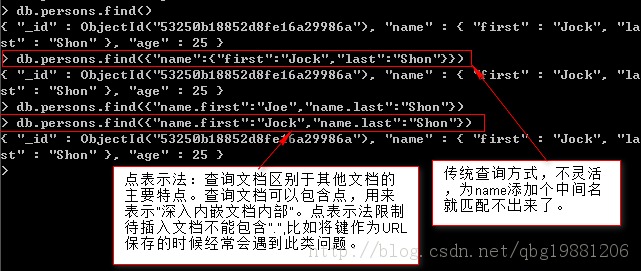 > db.persons.find()
{ "_id" : ObjectId("53250b18852d8fe16a29986a"), "name" : { "first" : "Jock", "la
st" : "Shon" }, "age" : 25 }
> db.persons.find({"name":{"first":"Jock","last":"Shon"}})
{ "_id" : ObjectId("53250b18852d8fe16a29986a"), "name" : { "first" : "Jock", "la
st" : "Shon" }, "age" : 25 }
> db.persons.find({"name.first":"Joe","name.last":"Shon"})
> db.persons.find({"name.first":"Jock","name.last":"Shon"})
{ "_id" : ObjectId("53250b18852d8fe16a29986a"), "name" : { "first" : "Jock", "la
st" : "Shon" }, "age" : 25 }
>
点表示法：查询文档区别于其他文档的
主要特点。查询文档可以包含点，用来
表示"深入内嵌文档内部"。点表示法限制
待插入文档不能包含".",比如将键作为URL
保存的时候经常会遇到此类问题。
传统查询方式，不灵活
，为name添加个中间名
就匹配不出来了。
http://blog.csdn.net/qbg19881206